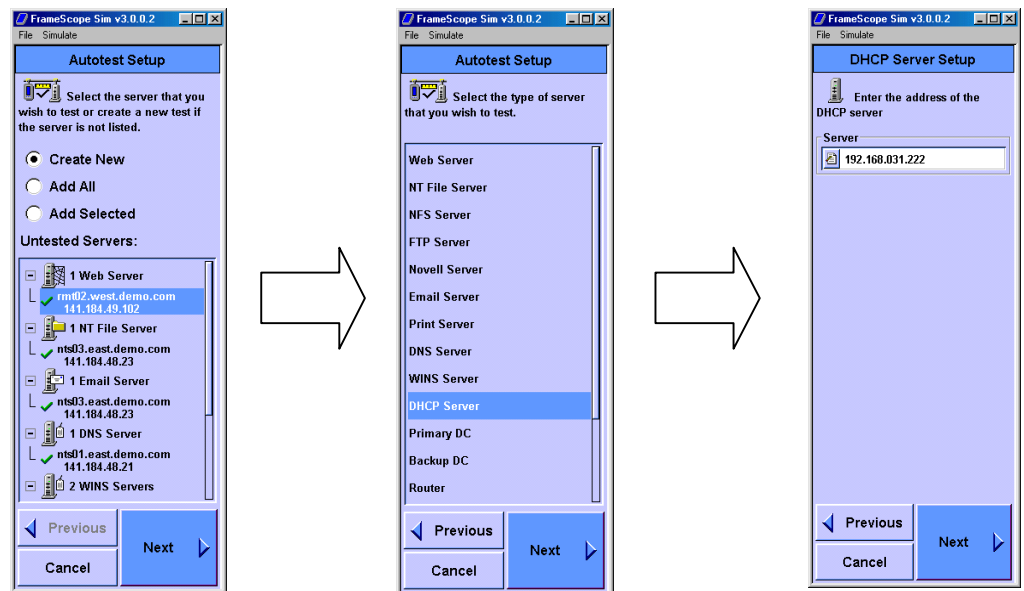 FrameScope Sim v3.0.0.2
File Simulate
Autotest Setup
Select the server that you
wish to test or create a new test if
the server is not listed.
Create New
Add All
Add Selected
Untested Servers:
1 Web Server
rmt02.west.demo.com
141.184.49.102
1 NT File Server
nts03.east.demo.com
141.184.48.23
1 Email Server
nts03.east.demo.com
141.184.48.23
1 DNS Server
nts01.east.demo.com
141.184.48.21
2 WINS Servers
Previous
Next
Cancel
FrameScope Sim v3.0.0.2
File Simulate
Autotest Setup
Select the type of server
that you wish to test.
Web Server
NT File Server
NFS Server
FTP Server
Novell Server
Email Server
Print Server
DNS Server
WINS Server
DHCP Server
Primary DC
Backup DC
Router
Previous
Next
Cancel
FrameScope Sim v3.0.0.2
File Simulate
DHCP Server Setup
Enter the address of the
DHCP server
Server
192.168.031.222
Previous
Next
Cancel